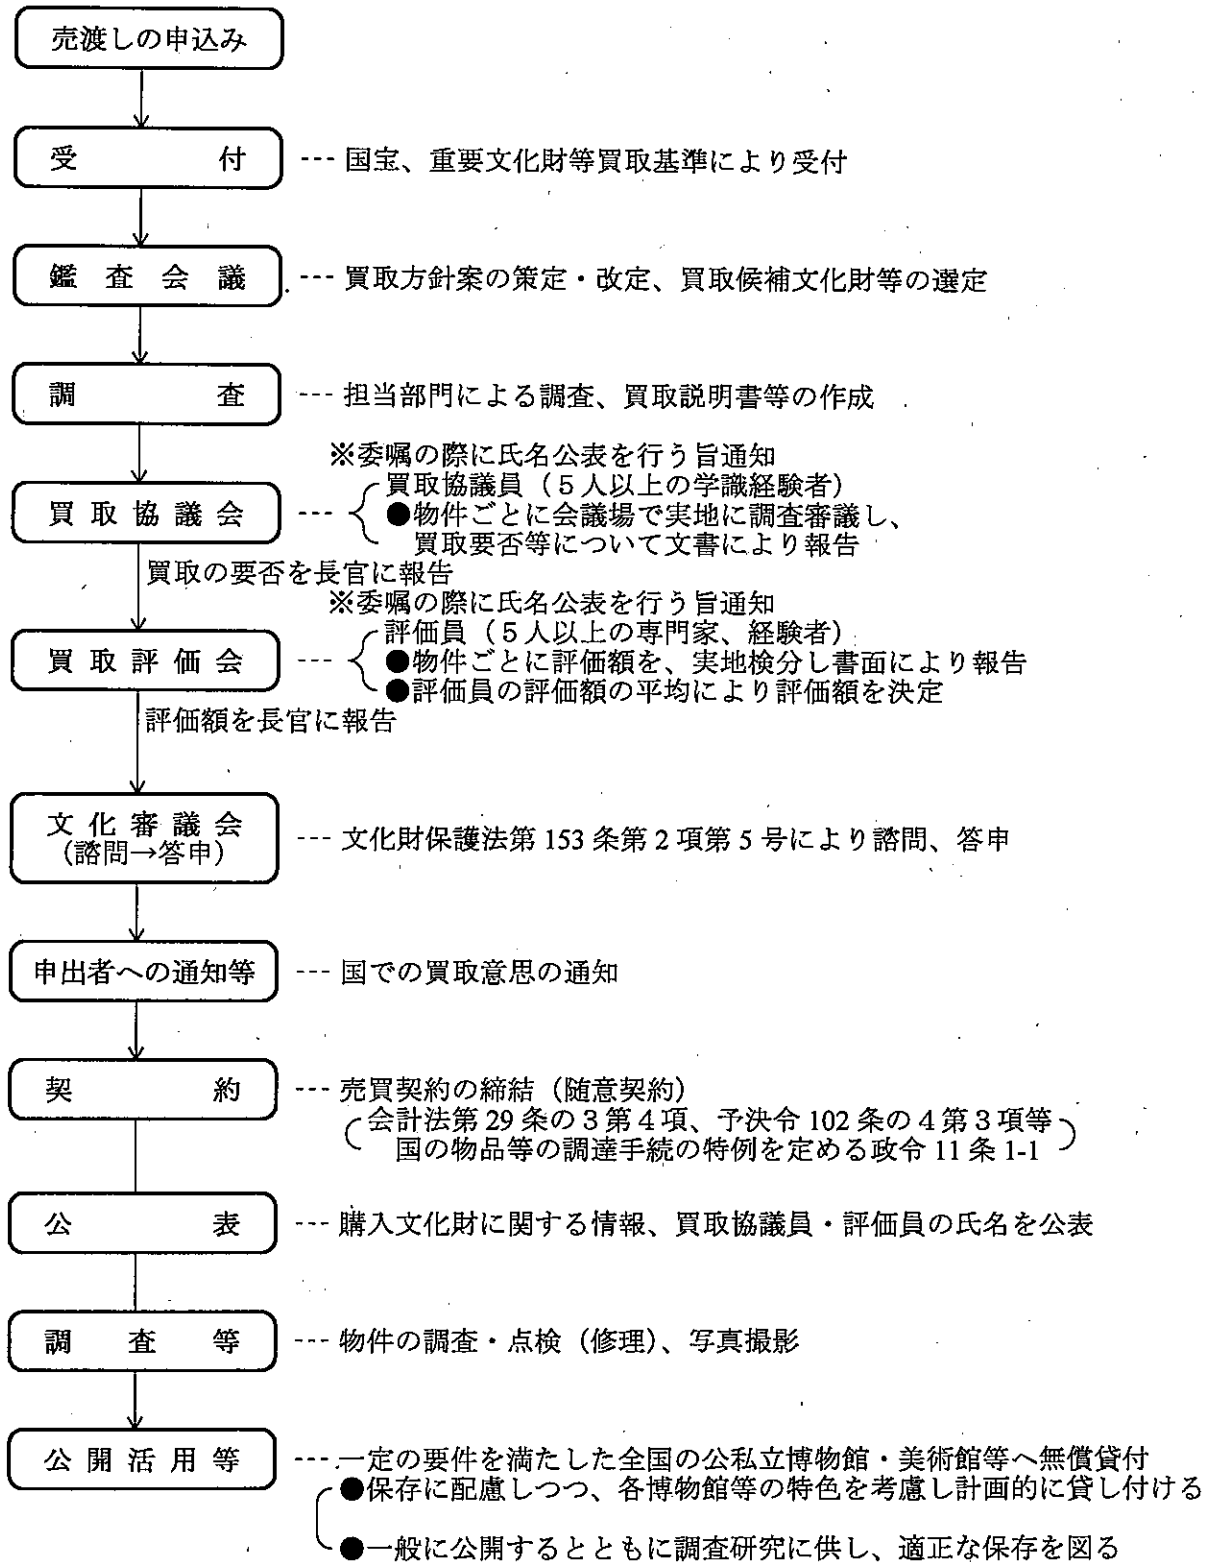 売渡しの申込み
受付 --- 国宝、重要文化財等買取基準により受付
鑑査会議 --- 買取方針案の策定・改定、買取候補文化財等の選定
調査 --- 担当部門による調査、買取説明書等の作成
※委嘱の際に氏名公表を行う旨通知
買取協議員（５人以上の学識経験者）
買取協議会 --- ●物件ごとに会議場で実地に調査審議し、
買取要否等について文書により報告
買取の要否を長官に報告
※委嘱の際に氏名公表を行う旨通知
評価員（５人以上の専門家、経験者）
買取評価会 --- ●物件ごとに評価額を、実地検分し書面により報告
●評価員の評価額の平均により評価額を決定
評価額を長官に報告
文化審議会
(諮問→答申) --- 文化財保護法第 153 条第２項第５号により諮問、答申
申出者への通知等 --- 国での買取意思の通知
契約 --- 売買契約の締結（随意契約）
会計法第 29 条の３第４項、予決令 102 条の４第３項等
国の物品等の調達手続の特例を定める政令 11 条 1-1
公表 --- 購入文化財に関する情報、買取協議員・評価員の氏名を公表
調査等 --- 物件の調査・点検（修理）、写真撮影
公開活用等 --- 一定の要件を満たした全国の公私立博物館・美術館等へ無償貸付
●保存に配慮しつつ、各博物館等の特色を考慮し計画的に貸し付ける
●一般に公開するとともに調査研究に供し、適正な保存を図る